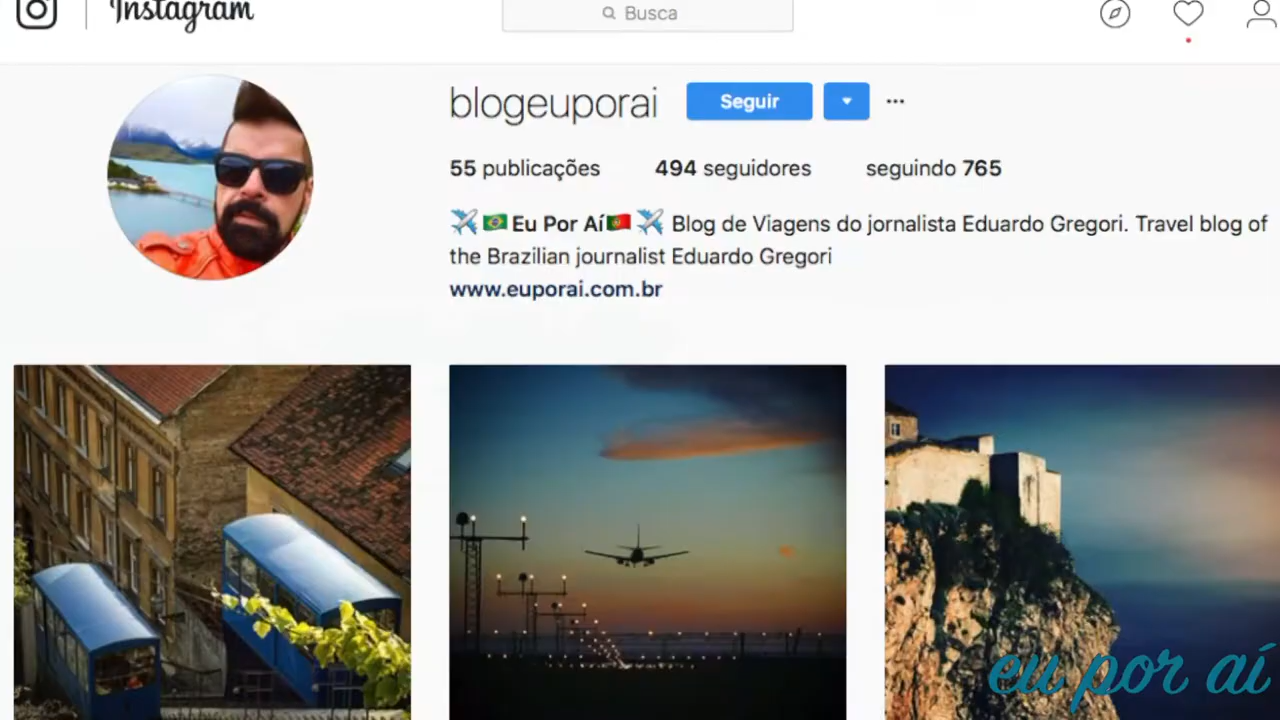 Instagram
Busca
blogeuporai Seguir ...
55 publicações 494 seguidores seguindo 765
✈️🇧🇷Eu Por Aí🇵🇹✈️ Blog de Viagens do jornalista Eduardo Gregori. Travel blog of
the Brazilian journalist Eduardo Gregori
www.euporai.com.br
eu por aí